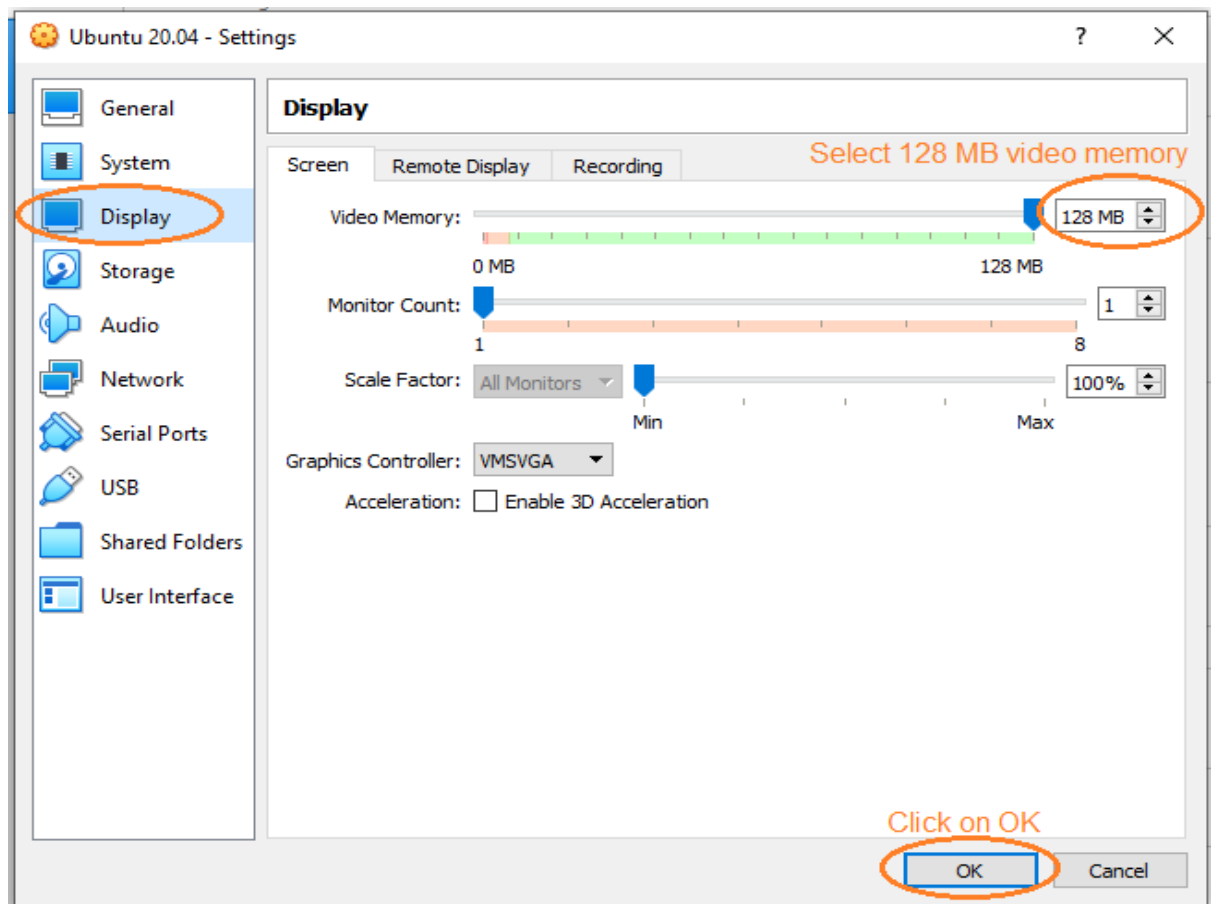 Ubuntu 20.04 - Settings ?
General
System
Display
Storage
Audio
Network
Serial Ports
USB
Shared Folders
User Interface
Display
Screen Remote Display Recording
Select 128 MB video memory
Video Memory: 128 MB
0 MB 128 MB
Monitor Count: 1
1 8
Scale Factor: All Monitors 100%
Min Max
Graphics Controller: VMSVGA
Acceleration: Enable 3D Acceleration
Click on OK
OK Cancel